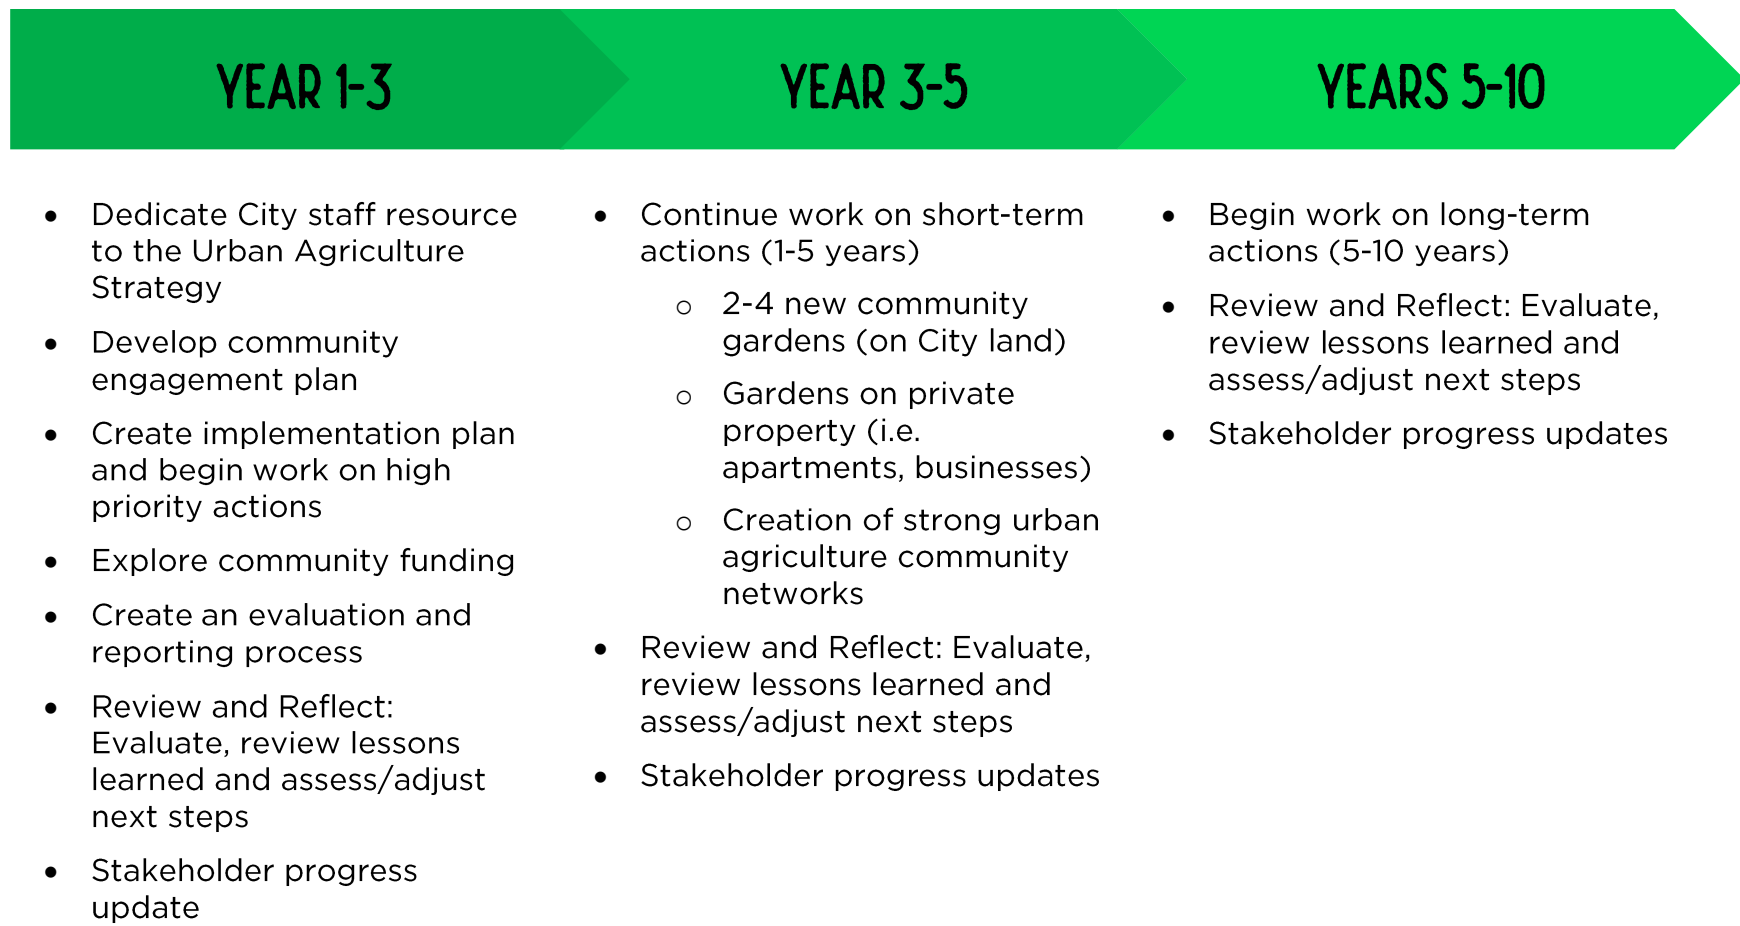 YEAR 1-3
YEAR 3-5
YEARS 5-10
• Dedicate City staff resource
to the Urban Agriculture
Strategy
• Develop community
engagement plan
• Create implementation plan
and begin work on high
priority actions
• Explore community funding
• Create an evaluation and
reporting process
• Review and Reflect:
Evaluate, review lessons
learned and assess/adjust
next steps
• Stakeholder progress
update
• Continue work on short-term
actions (1-5 years)
o 2-4 new community
gardens (on City land)
o Gardens on private
property (i.e.
apartments, businesses)
o Creation of strong urban
agriculture community
networks
• Review and Reflect: Evaluate,
review lessons learned and
assess/adjust next steps
• Stakeholder progress updates
• Begin work on long-term
actions (5-10 years)
• Review and Reflect: Evaluate,
review lessons learned and
assess/adjust next steps
• Stakeholder progress updates